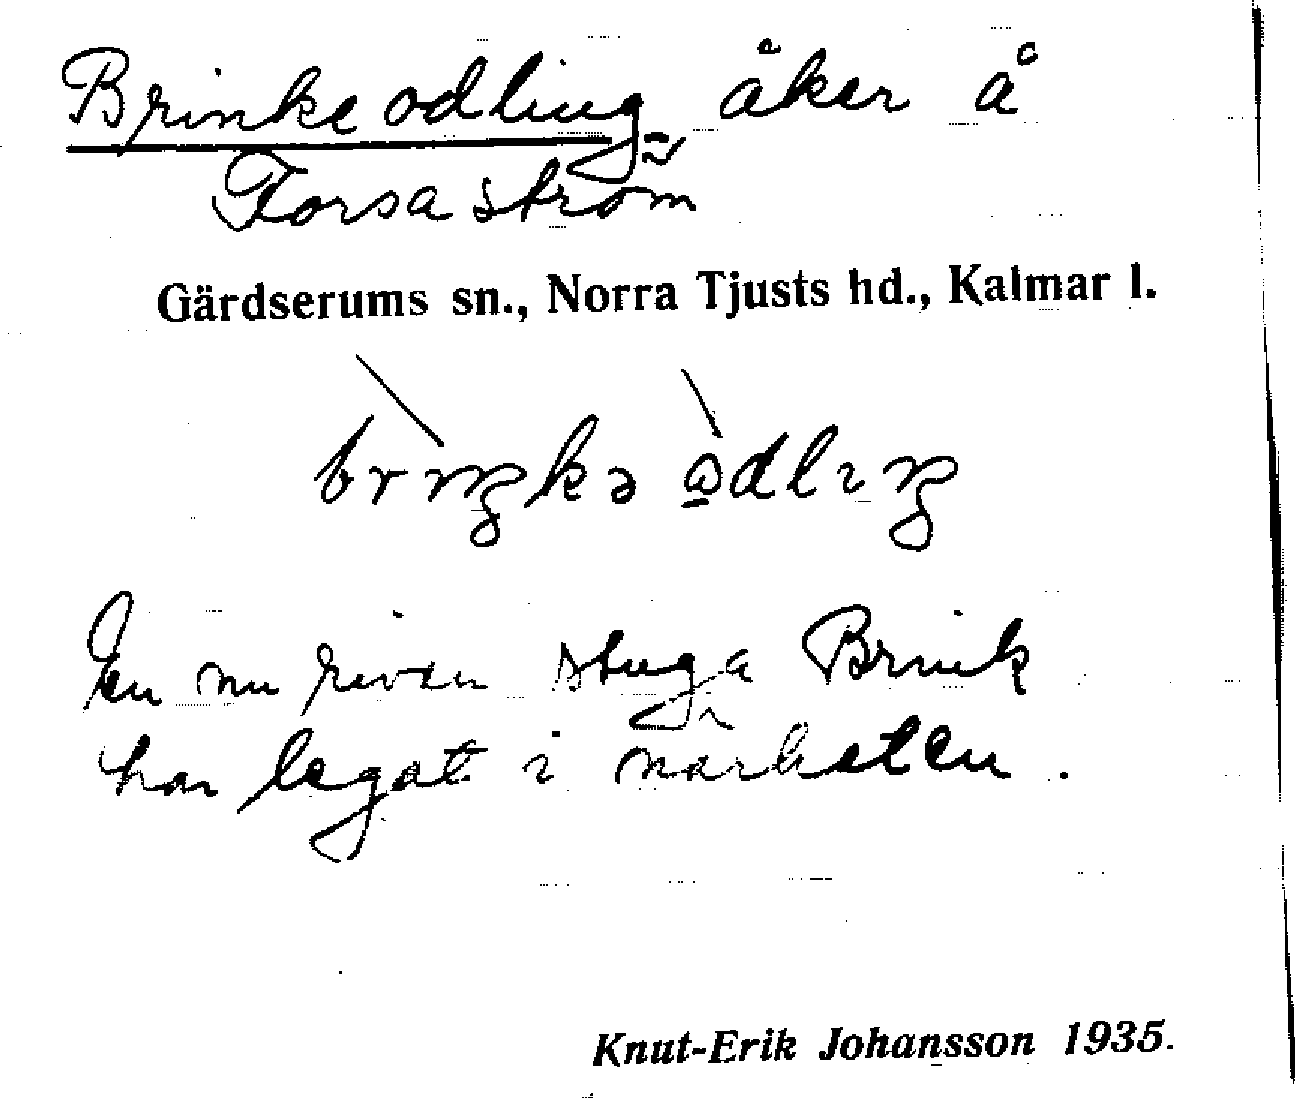 Brinkeodling, åker å
Forsaström
Gärdserums sn., Norra Tjusts hd., Kalmar l.
brìŋkə òdlıŋ
En nu riven stuga Brink
har legat i närheten.
Knut-Erik Johansson 1935.